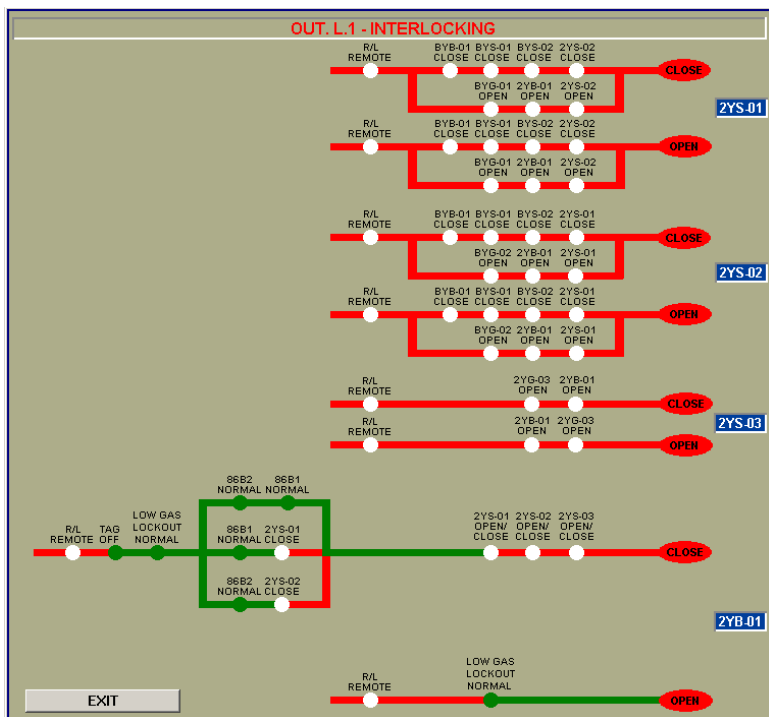 OUT. L.1 - INTERLOCKING
R/L BYB-01 BYS-01 BYS-02 2YS-02
REMOTE CLOSE CLOSE CLOSE CLOSE
CLOSE
BYG-01 2YB-01 2YS-02
OPEN OPEN OPEN
2YS-01
R/L BYB-01 BYS-01 BYS-02 2YS-02
REMOTE CLOSE CLOSE CLOSE CLOSE
OPEN
BYG-01 2YB-01 2YS-02
OPEN OPEN OPEN
R/L BYB-01 BYS-01 BYS-02 2YS-01
REMOTE CLOSE CLOSE CLOSE CLOSE
CLOSE
BYG-02 2YB-01 2YS-01
OPEN OPEN OPEN
2YS-02
R/L BYB-01 BYS-01 BYS-02 2YS-01
REMOTE CLOSE CLOSE CLOSE CLOSE
OPEN
BYG-02 2YB-01 2YS-01
OPEN OPEN OPEN
R/L 2YG-03 2YB-01
REMOTE OPEN OPEN
CLOSE
2YS-03
R/L 2YB-01 2YG-03
REMOTE OPEN OPEN
OPEN
86B2 86B1
NORMAL NORMAL
R/L TAG LOW GAS
REMOTE OFF LOCKOUT
NORMAL
86B1 2YS-01
NORMAL CLOSE
2YS-01 2YS-02 2YS-03
OPEN/ OPEN/ OPEN/
CLOSE CLOSE CLOSE
CLOSE
86B2 2YS-02
NORMAL CLOSE
2YB-01
R/L LOW GAS
REMOTE LOCKOUT
NORMAL
OPEN
EXIT